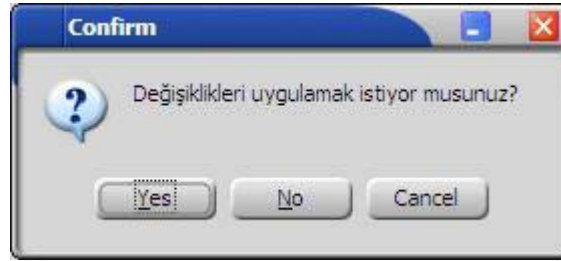 Confirm
Değişiklikleri uygulamak istiyor musunuz?
Yes No Cancel